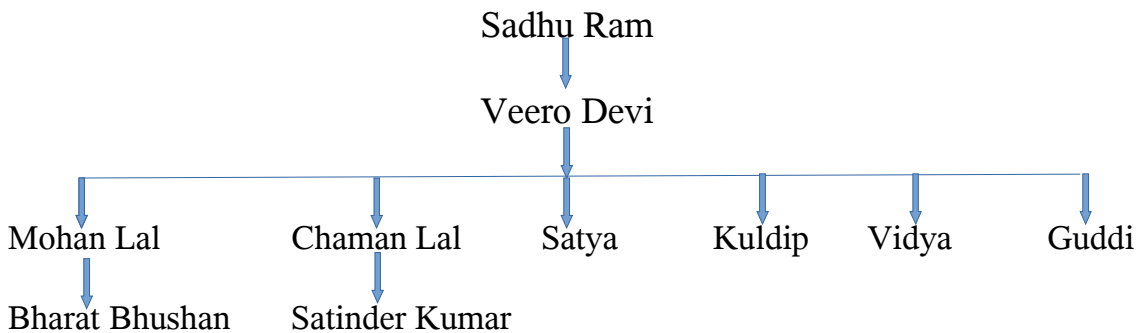 Sadhu Ram
Veero Devi
Mohan Lal Chaman Lal Satya Kuldip Vidya Guddi
Bharat Bhushan Satinder Kumar